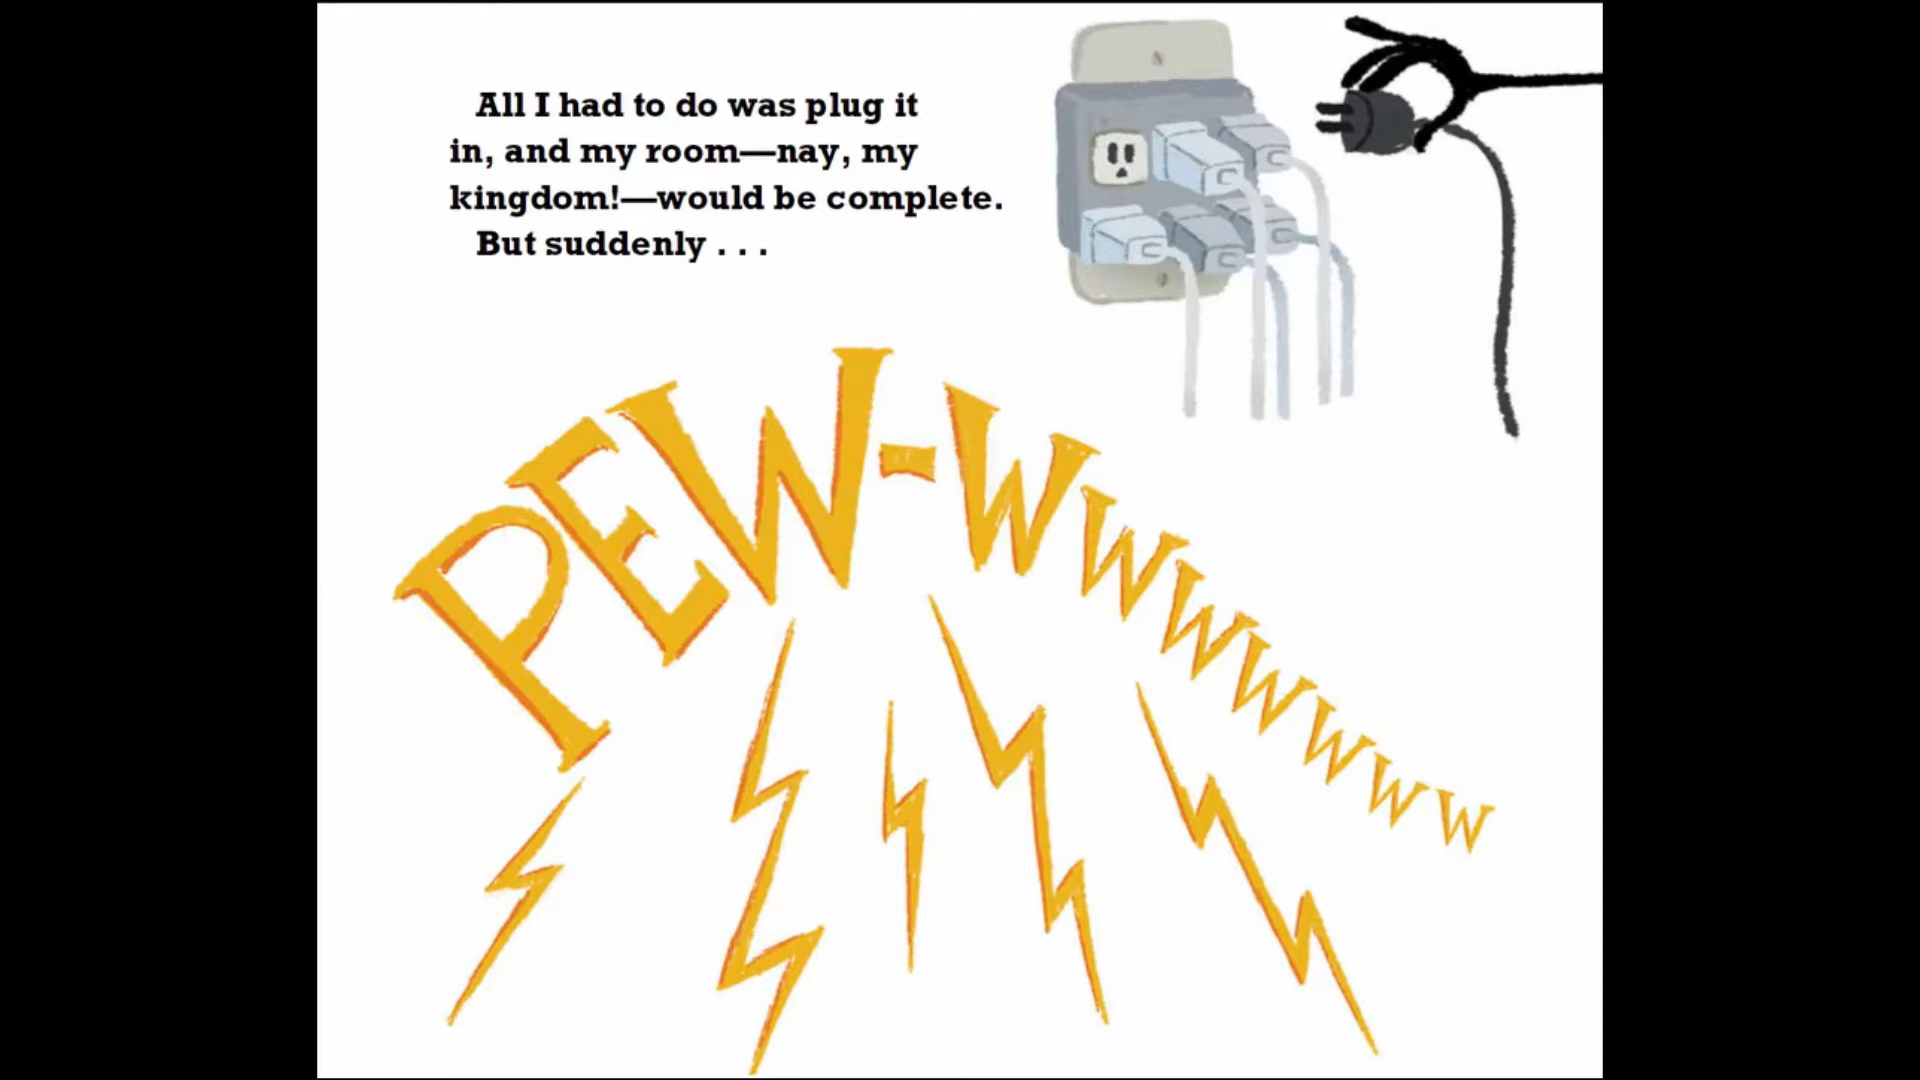 All I had to do was plug it
in, and my room—nay, my
kingdom!—would be complete.
But suddenly . . .
PEW-WWWWWWW